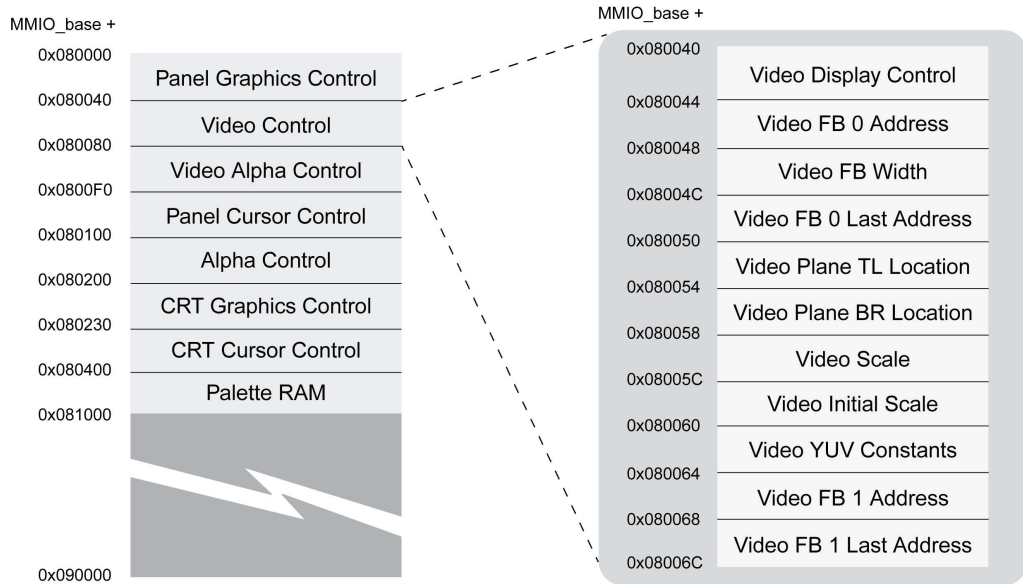 MMIO_base +
0x080000
Panel Graphics Control
0x080040
Video Control
0x080080
Video Alpha Control
0x0800F0
Panel Cursor Control
0x080100
Alpha Control
0x080200
CRT Graphics Control
0x080230
CRT Cursor Control
0x080400
Palette RAM
0x081000
0x090000
MMIO_base +
0x080040
Video Display Control
0x080044
Video FB 0 Address
0x080048
Video FB Width
0x08004C
Video FB 0 Last Address
0x080050
Video Plane TL Location
0x080054
Video Plane BR Location
0x080058
Video Scale
0x08005C
Video Initial Scale
0x080060
Video YUV Constants
0x080064
Video FB 1 Address
0x080068
Video FB 1 Last Address
0x08006C